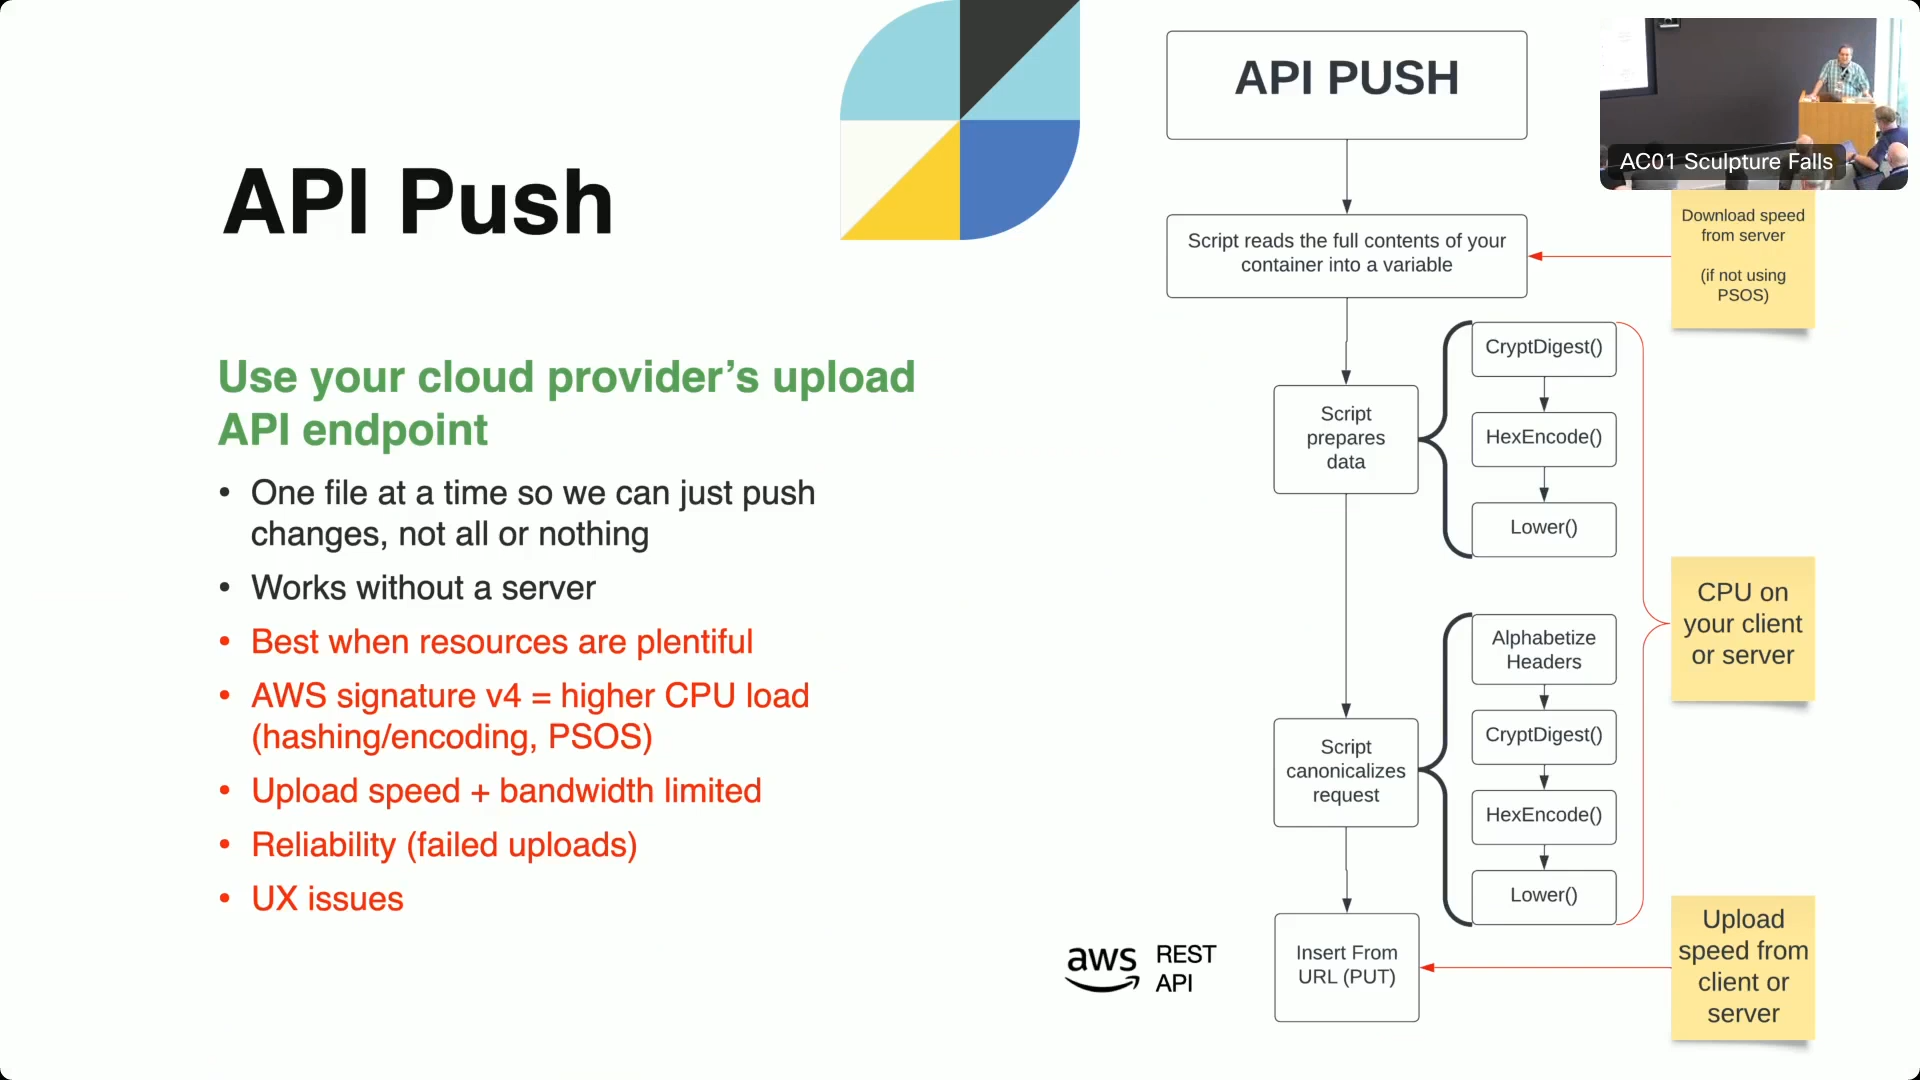 API Push
Use your cloud provider’s upload
API endpoint
• One file at a time so we can just push
changes, not all or nothing
• Works without a server
• Best when resources are plentiful
• AWS signature v4 = higher CPU load
(hashing/encoding, PSOS)
• Upload speed + bandwidth limited
• Reliability (failed uploads)
• UX issues
API PUSH
Script reads the full contents of your
container into a variable
Download speed
from server
(if not using
PSOS)
Script
prepares
data
CryptDigest()
HexEncode()
Lower()
CPU on
your client
or server
Script
canonicalizes
request
Alphabetize
Headers
CryptDigest()
HexEncode()
Lower()
aws
REST
API
Insert From
URL (PUT)
Upload
speed from
client or
server
AC01 Sculpture Falls